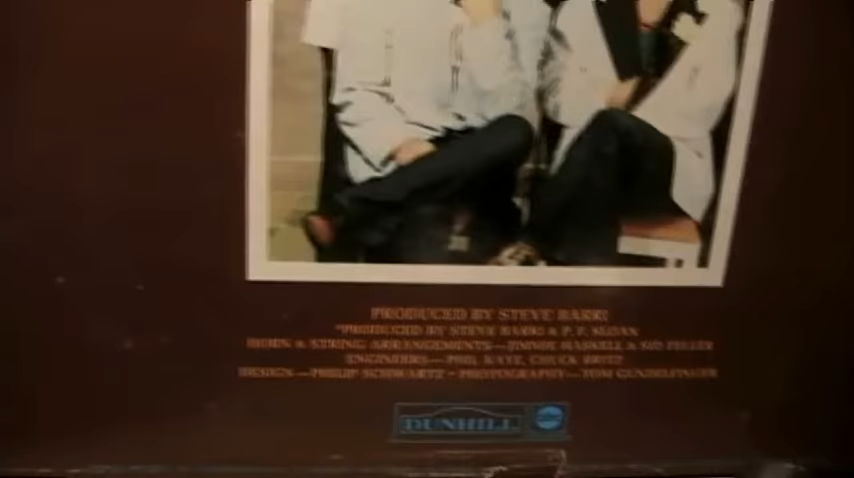 PRODUCED BY STEVE BARRI
*PRODUCED BY STEVE BARRI & P. F. SLOAN
HORN & STRING ARRANGEMENTS—JIMMIE HASKELL & SID FELLER
ENGINEERS—PHIL KAYE, CHUCK BRITZ
DESIGN—PHILIP SCHWARTZ • PHOTOGRAPHY—TOM GUNDELFINGER
DUNHILL abc